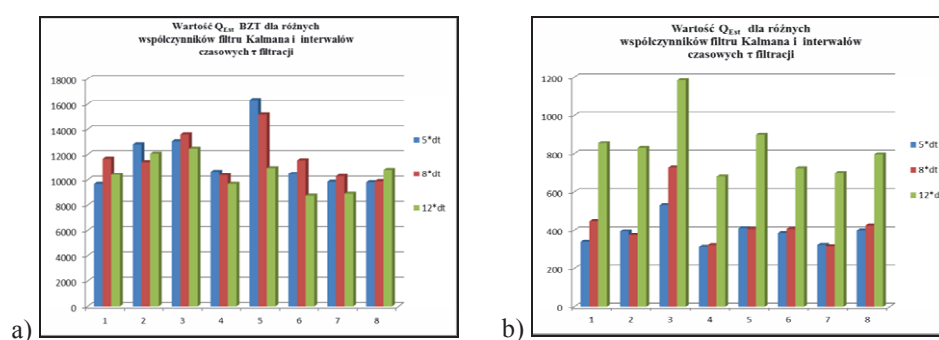 Wartość Q_Est BZT dla różnych
współczynników filtru Kalmana i interwałów
czasowych τ filtracji
18000
16000
14000
12000
10000
8000
6000
4000
2000
0
1 2 3 4 5 6 7 8
5*dt
8*dt
12*dt
a)
Wartość Q_Est dla różnych
współczynników filtru Kalmana i interwałów
czasowych τ filtracji
1200
1000
800
600
400
200
0
1 2 3 4 5 6 7 8
5*dt
8*dt
12*d
b)